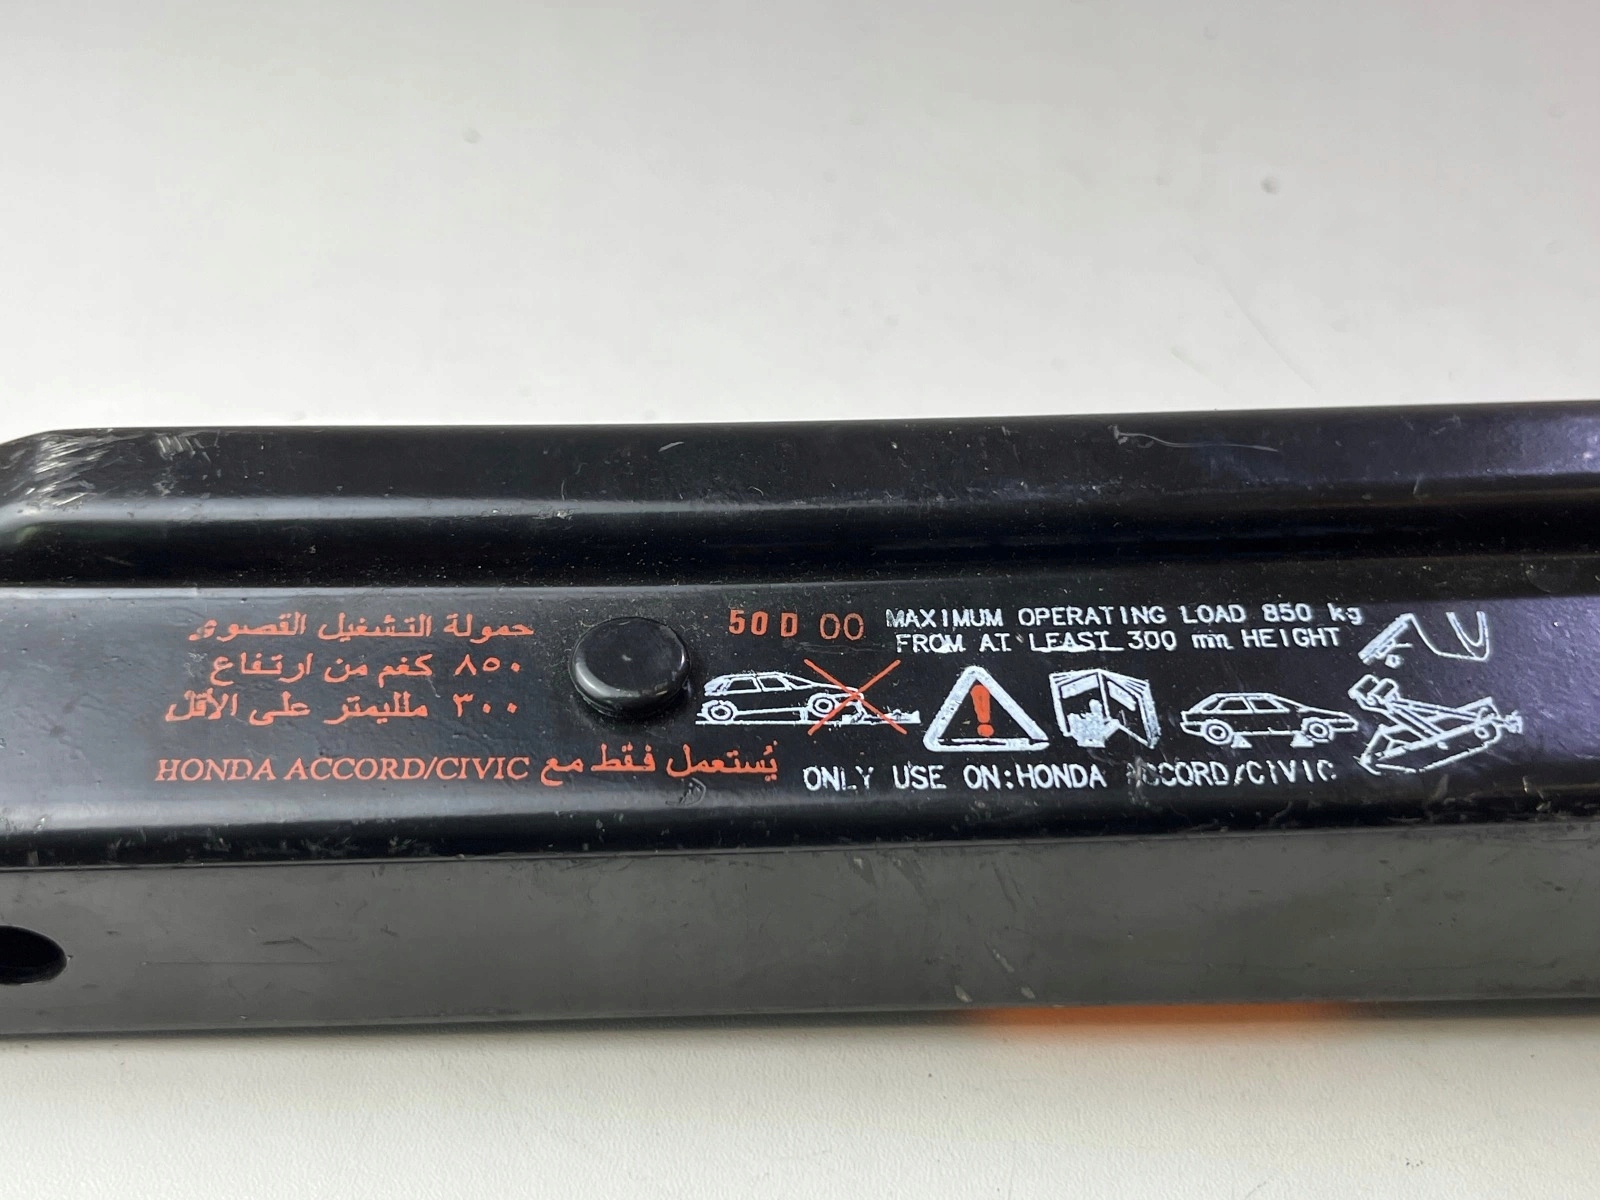 حمولة التشغيل القصوى
٨٥٠ كغم من ارتفاع
٣٠٠ ملليمتر على الأقل
يُستعمل فقط مع HONDA ACCORD/CIVIC
50 D 00
MAXIMUM OPERATING LOAD 850 kg
FROM AT LEAST 300 mm HEIGHT
ONLY USE ON:HONDA ACCORD/CIVIC